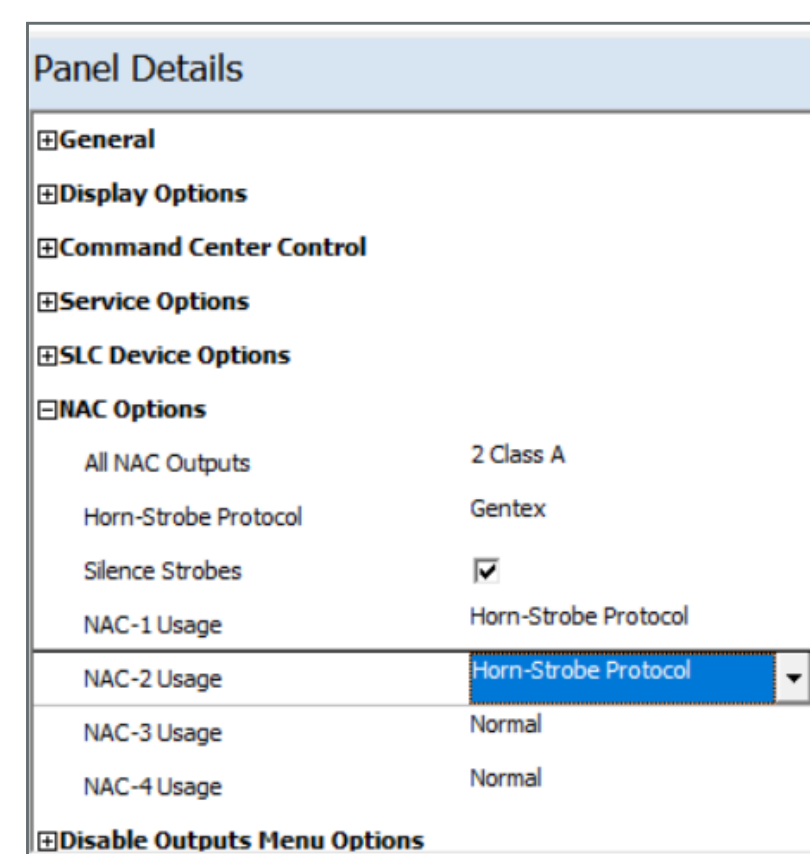 Panel Details
General
Display Options
Command Center Control
Service Options
SLC Device Options
NAC Options
All NAC Outputs 2 Class A
Horn-Strobe Protocol Gentex
Silence Strobes
NAC-1 Usage Horn-Strobe Protocol
NAC-2 Usage Horn-Strobe Protocol
NAC-3 Usage Normal
NAC-4 Usage Normal
Disable Outputs Menu Options